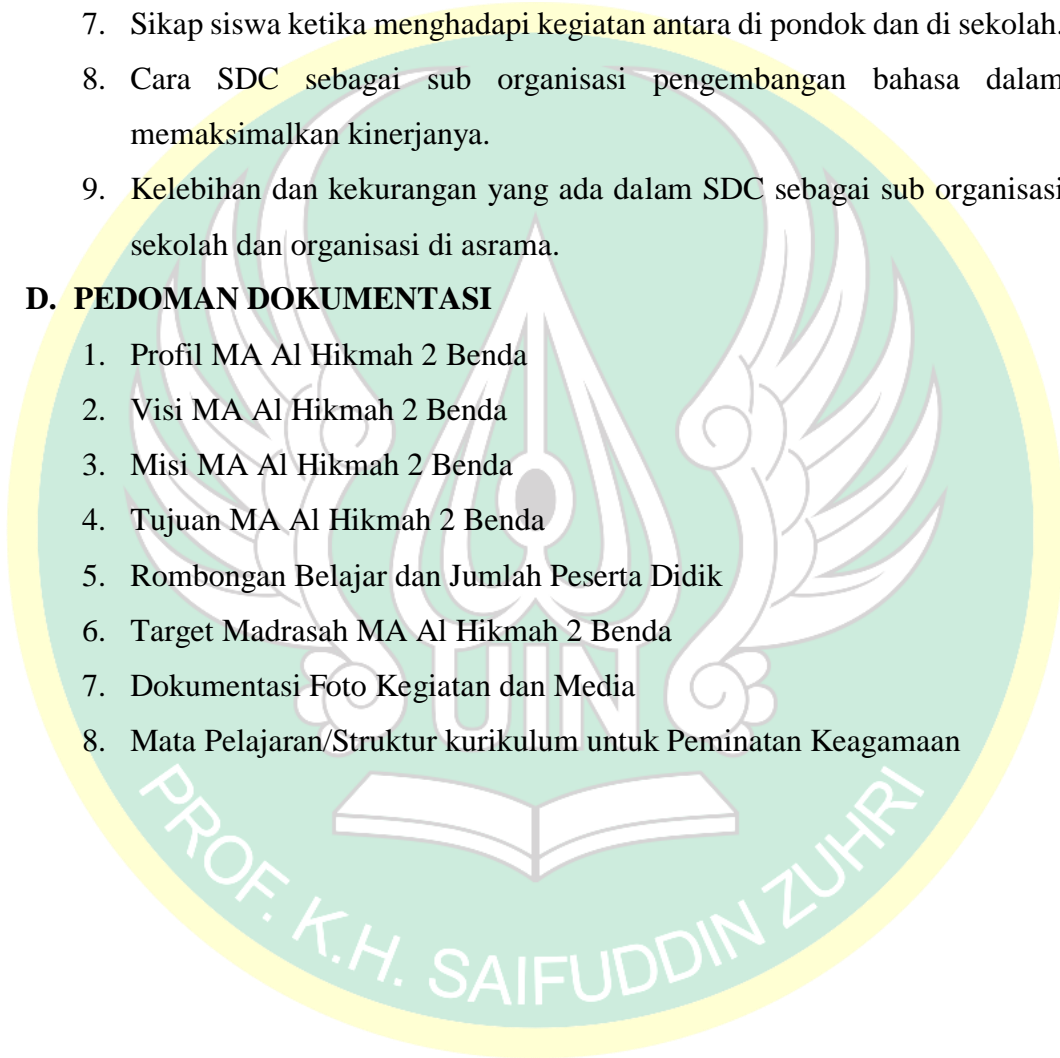 7. Sikap siswa ketika menghadapi kegiatan antara di pondok dan di sekolah.
8. Cara SDC sebagai sub organisasi pengembangan bahasa dalam
memaksimalkan kinerjanya.
9. Kelebihan dan kekurangan yang ada dalam SDC sebagai sub organisasi
sekolah dan organisasi di asrama.
D. PEDOMAN DOKUMENTASI
1. Profil MA Al Hikmah 2 Benda
2. Visi MA Al Hikmah 2 Benda
3. Misi MA Al Hikmah 2 Benda
4. Tujuan MA Al Hikmah 2 Benda
5. Rombongan Belajar dan Jumlah Peserta Didik
6. Target Madrasah MA Al Hikmah 2 Benda
7. Dokumentasi Foto Kegiatan dan Media
8. Mata Pelajaran/Struktur kurikulum untuk Peminatan Keagamaan
UIN
PROF. K.H. SAIFUDDIN ZUHRI